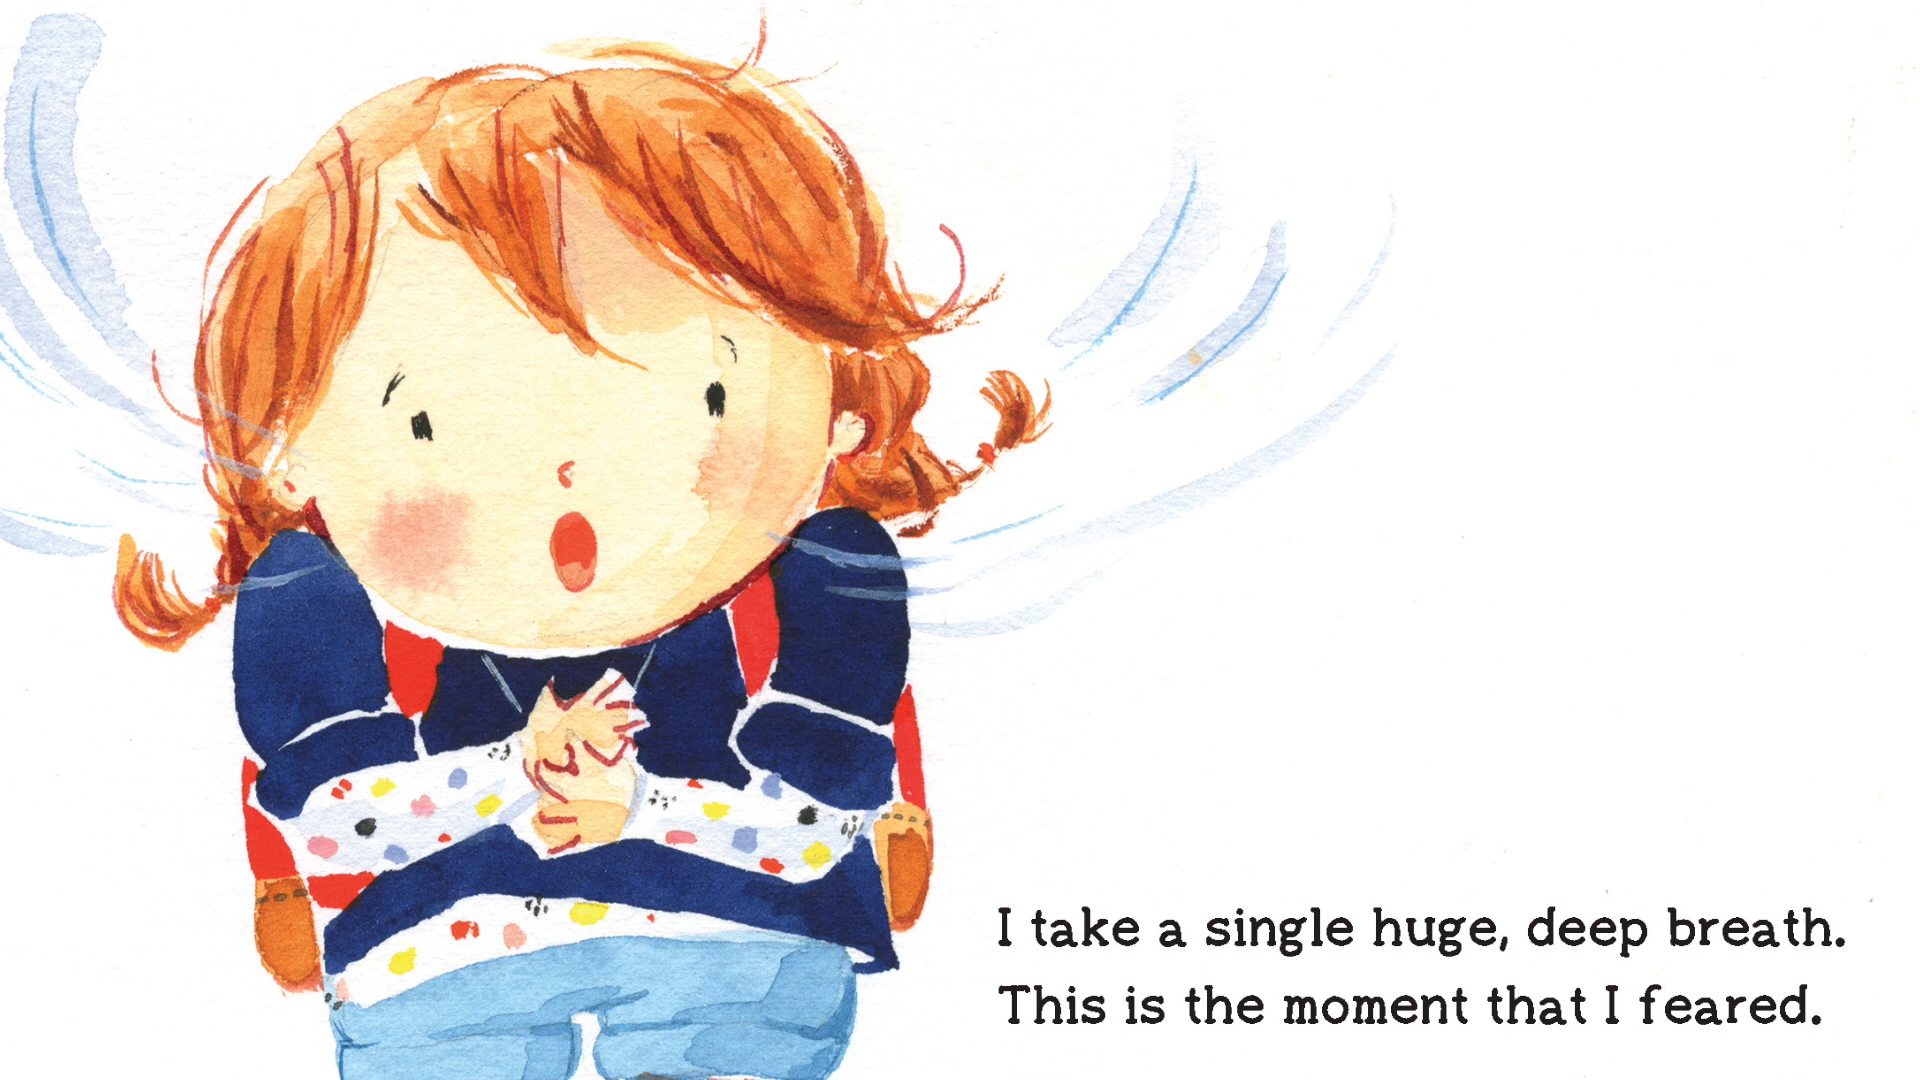 I take a single huge, deep breath.
This is the moment that I feared.